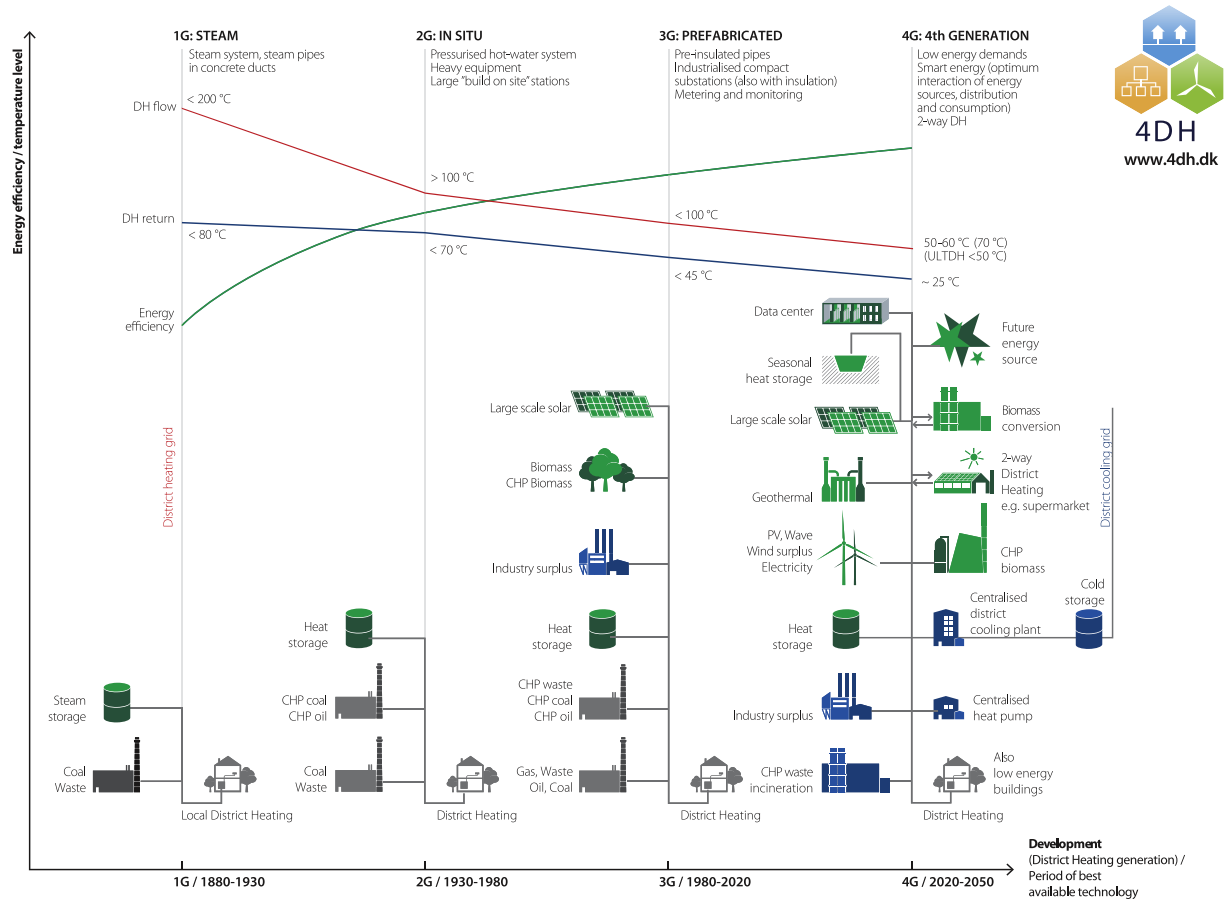 1G: STEAM
Steam system, steam pipes
in concrete ducts
2G: IN SITU
Pressurised hot-water system
Heavy equipment
Large "build on site" stations
3G: PREFABRICATED
Pre-insulated pipes
Industrialised compact
substations (also with insulation)
Metering and monitoring
4G: 4th GENERATION
Low energy demands
Smart energy (optimum
interaction of energy
sources, distribution
and consumption)
2-way DH
4DH
www.4dh.dk
Energy efficiency / temperature level
DH flow
< 200 °C
> 100 °C
< 100 °C
50-60 °C (70 °C)
(ULTDH <50 °C)
DH return
< 80 °C
< 70 °C
< 45 °C
~ 25 °C
Energy
efficiency
District heating grid
Large scale solar
Biomass
CHP Biomass
Industry surplus
Data center
Seasonal
heat storage
Large scale solar
Geothermal
PV, Wave
Wind surplus
Electricity
Future
energy
source
Biomass
conversion
2-way
District
Heating
e.g. supermarket
CHP
biomass
District cooling grid
Cold
storage
Centralised
district
cooling plant
Heat
storage
Heat
storage
Heat
storage
Steam
storage
CHP coal
CHP oil
CHP waste
CHP coal
CHP oil
Industry surplus
Centralised
heat pump
Coal
Waste
Coal
Waste
Gas, Waste
Oil, Coal
CHP waste
incineration
Also
low energy
buildings
Local District Heating
District Heating
District Heating
District Heating
1G / 1880-1930
2G / 1930-1980
3G / 1980-2020
4G / 2020-2050
Development
(District Heating generation) /
Period of best
available technology